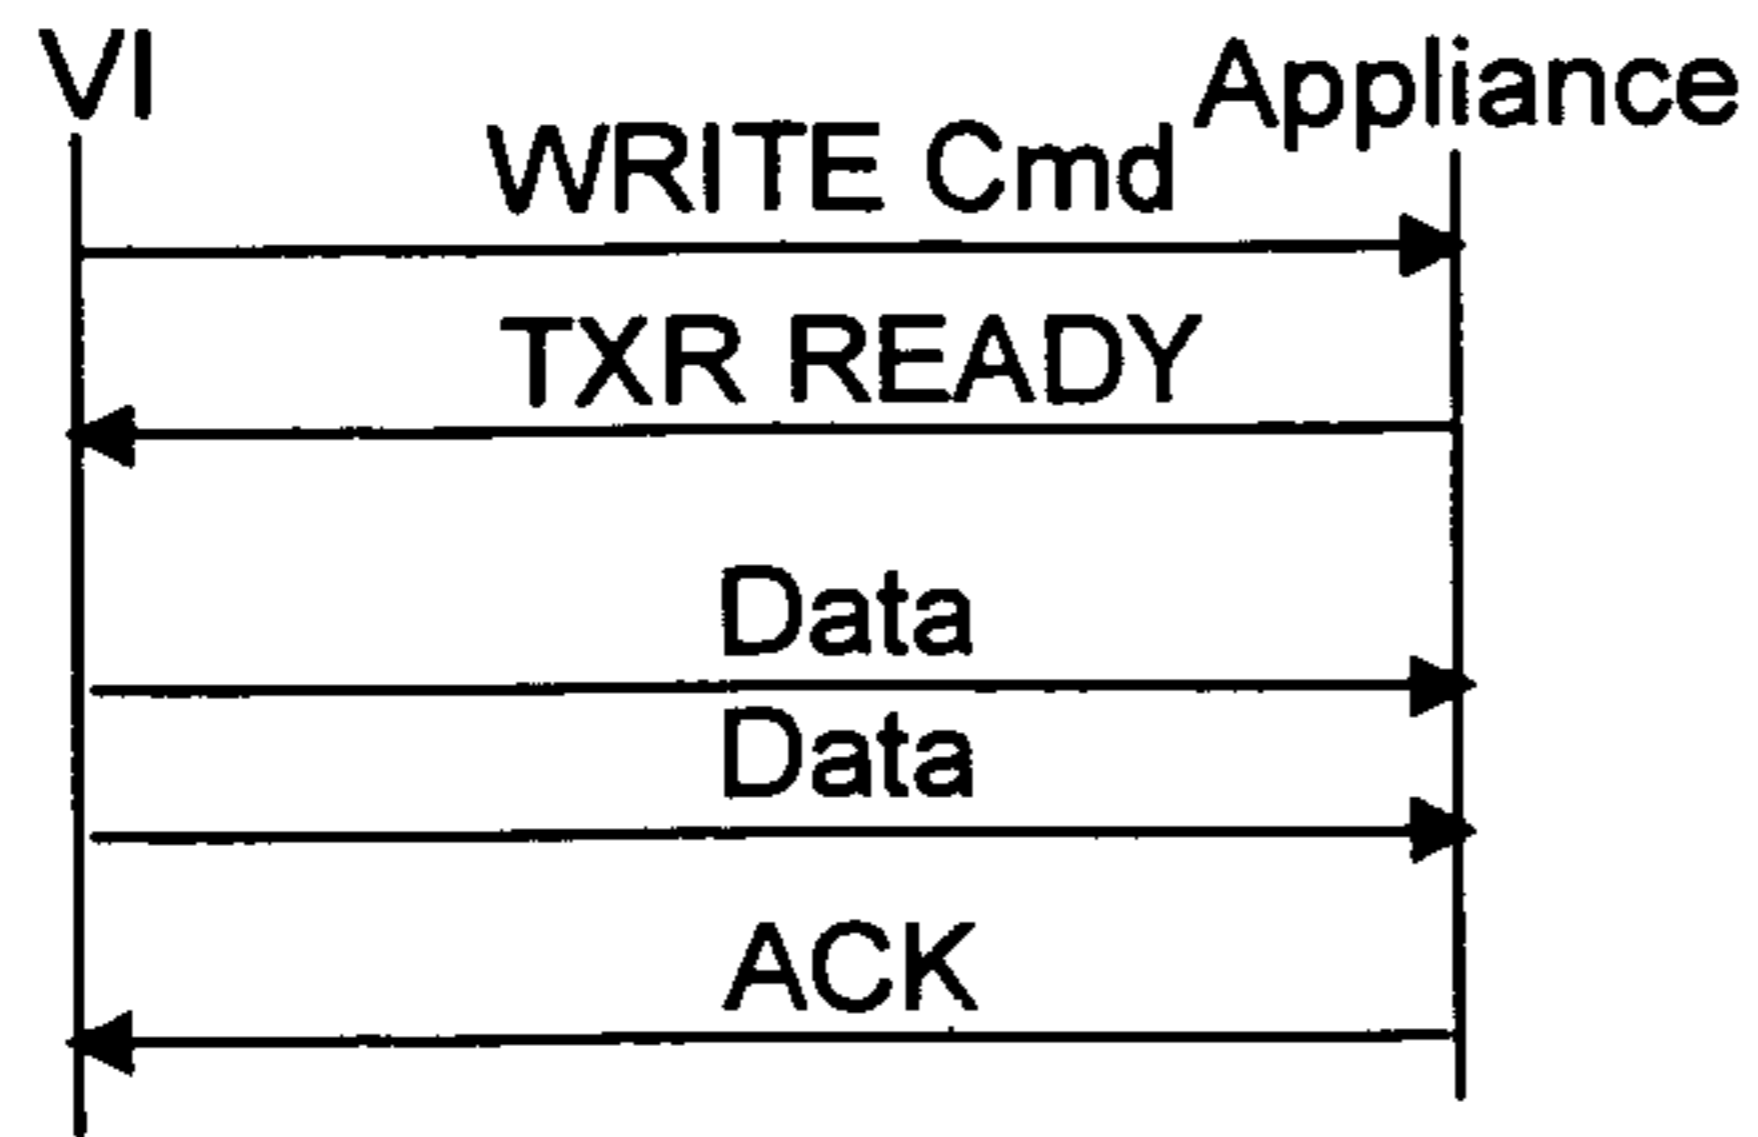 VI
Appliance
WRITE Cmd
TXR READY
Data
Data
ACK